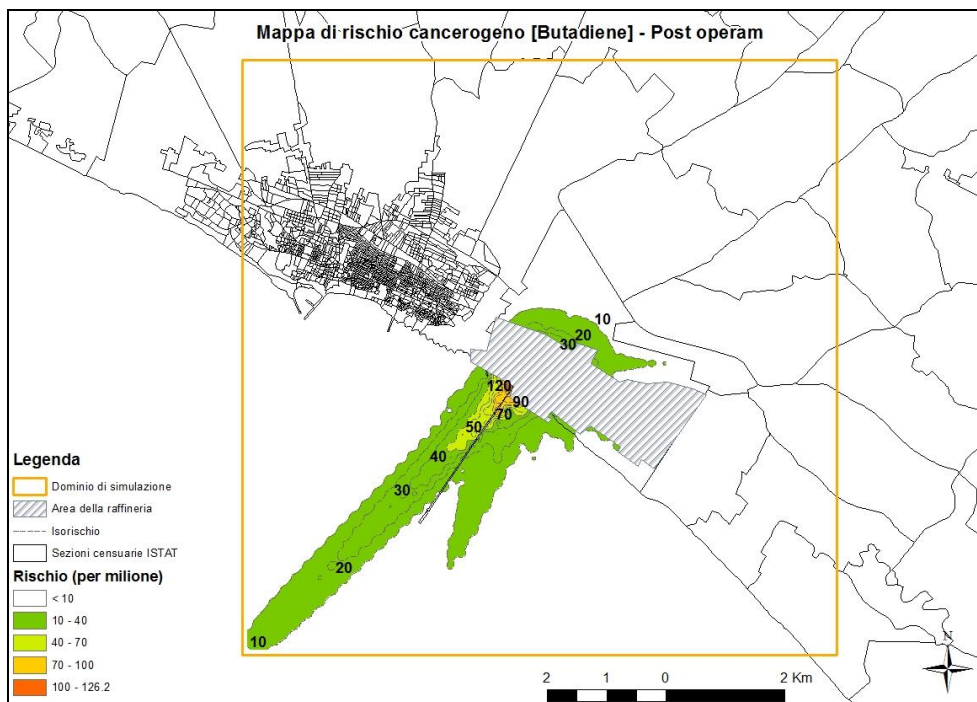 Mappa di rischio cancerogeno [Butadiene] - Post operam
10
20
30
120
90
70
50
40
30
20
10
Legenda
Dominio di simulazione
Area della raffineria
Isorischio
Sezioni censuarie ISTAT
Rischio (per milione)
< 10
10 - 40
40 - 70
70 - 100
100 - 126.2
N
2 1 0 2 Km